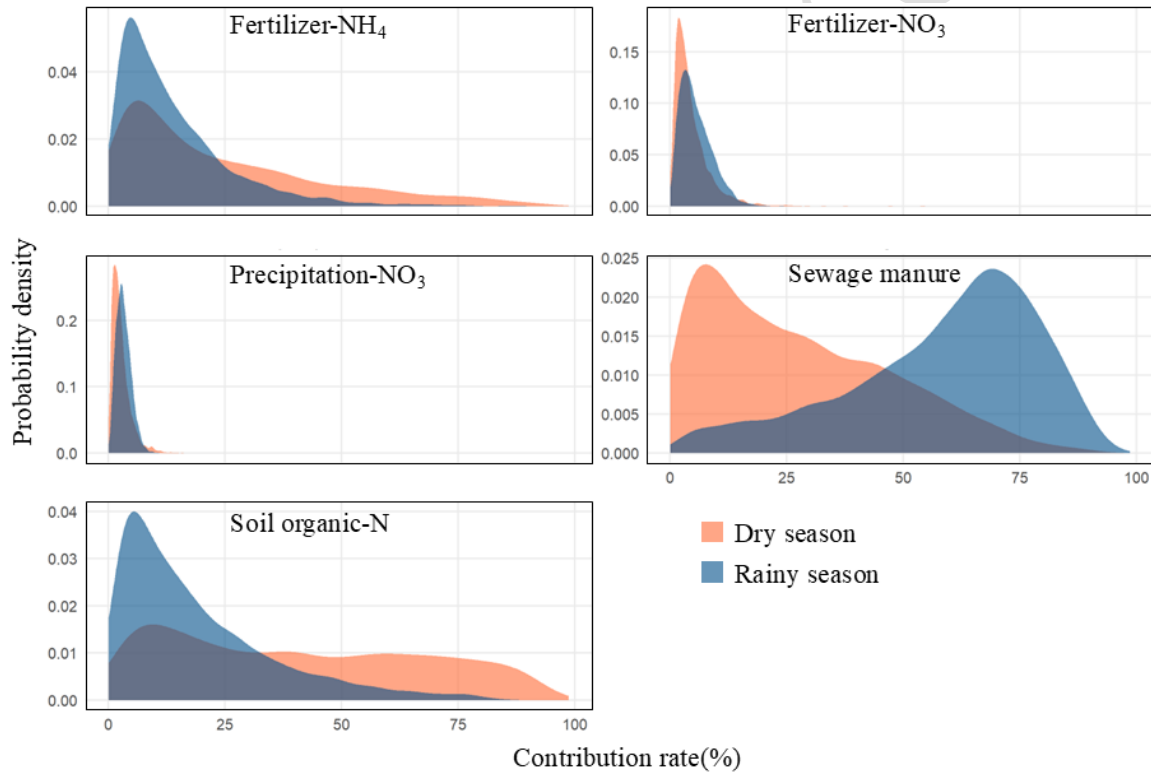 Fertilizer-NH₄
0.04
0.02
0.00
Fertilizer-NO₃
0.15
0.10
0.05
0.00
Probability density
Precipitation-NO₃
0.2
0.1
0.0
Sewage manure
0.025
0.020
0.015
0.010
0.005
0.000
0 25 50 75 100
Soil organic-N
0.04
0.03
0.02
0.01
0.00
0 25 50 75 100
Dry season
Rainy season
Contribution rate(%)